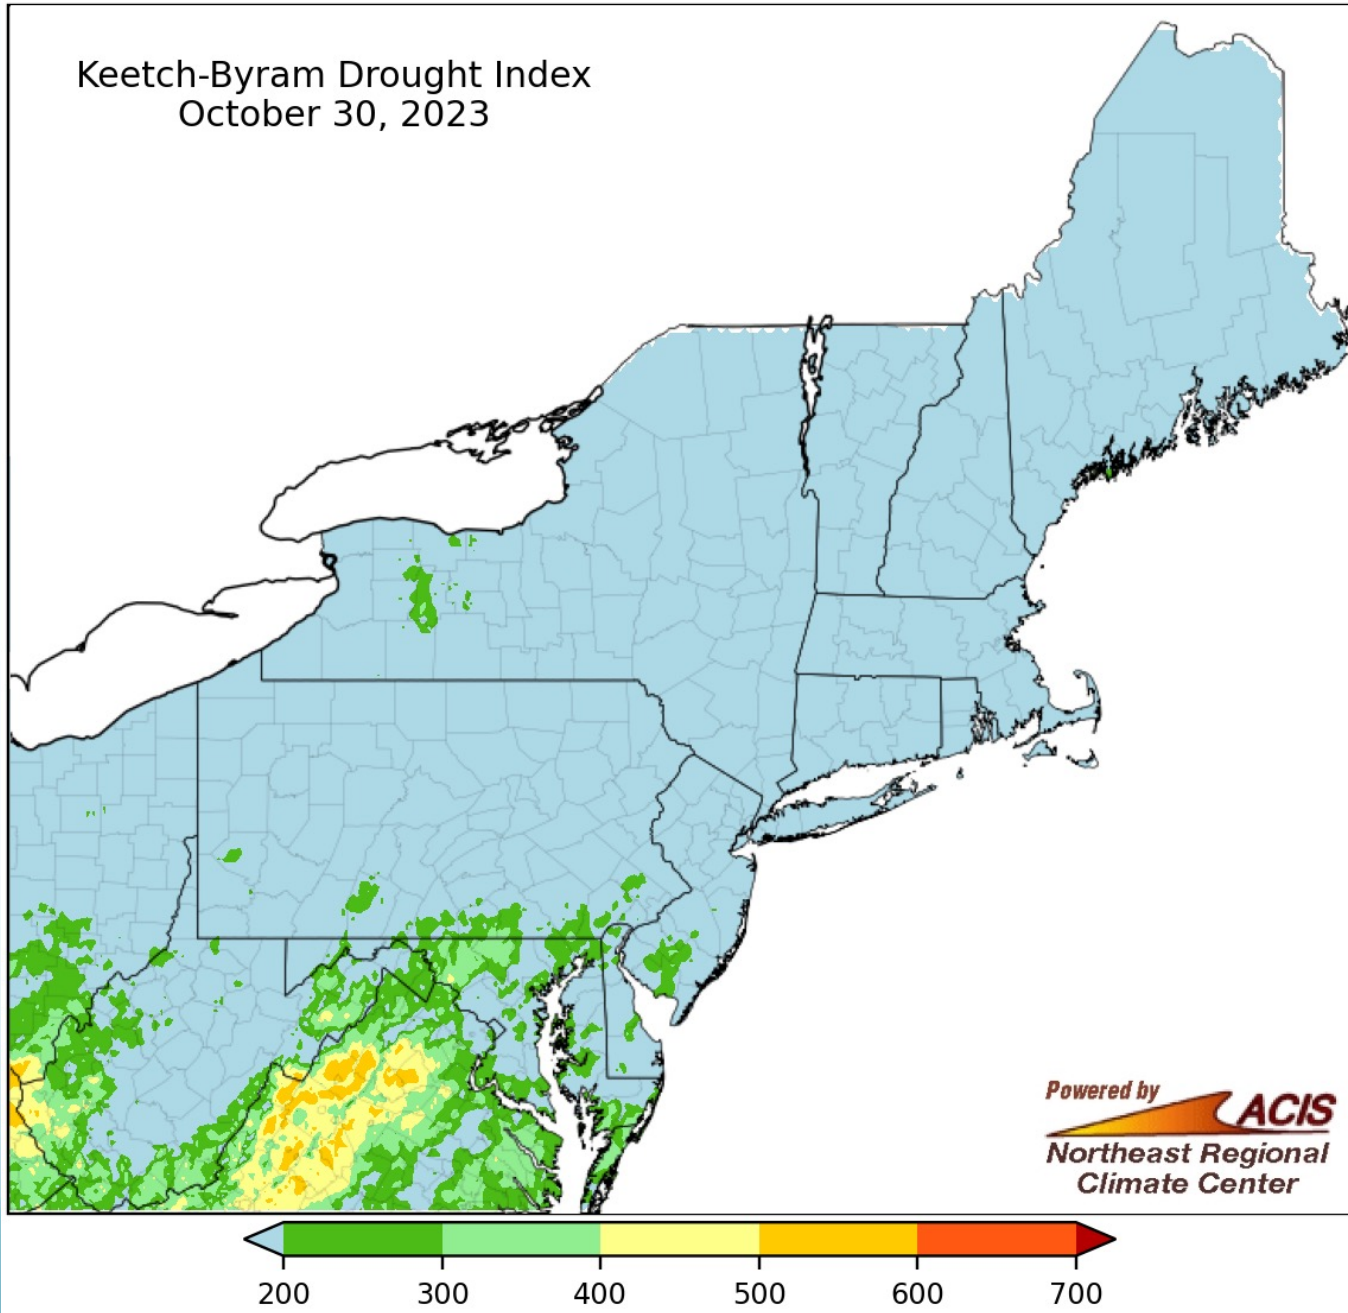 Keetch-Byram Drought Index
October 30, 2023
Powered by
ACIS
Northeast Regional
Climate Center
200 300 400 500 600 700